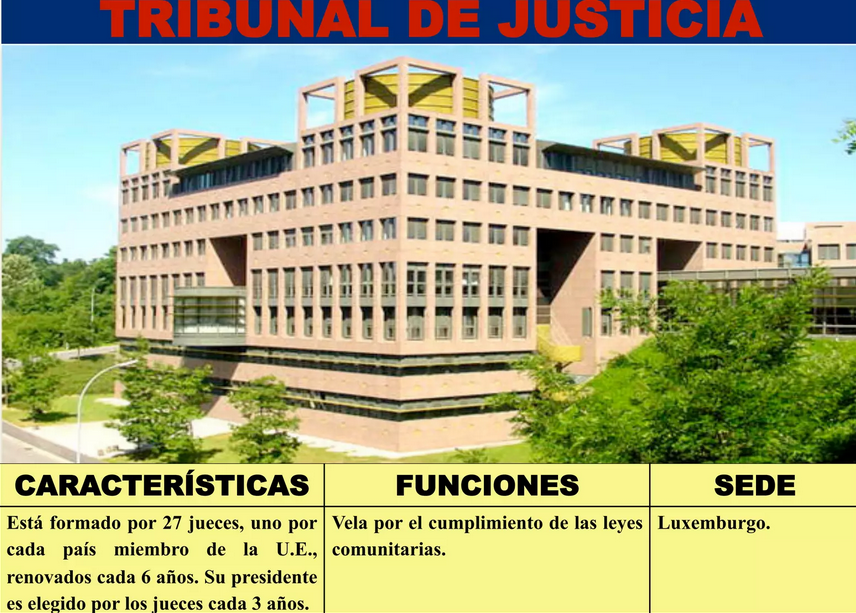 TRIBUNAL DE JUSTICIA
CARACTERÍSTICAS
FUNCIONES
SEDE
Está formado por 27 jueces, uno por
cada país miembro de la U.E.,
renovados cada 6 años. Su presidente
es elegido por los jueces cada 3 años.
Vela por el cumplimiento de las leyes
comunitarias.
Luxemburgo.